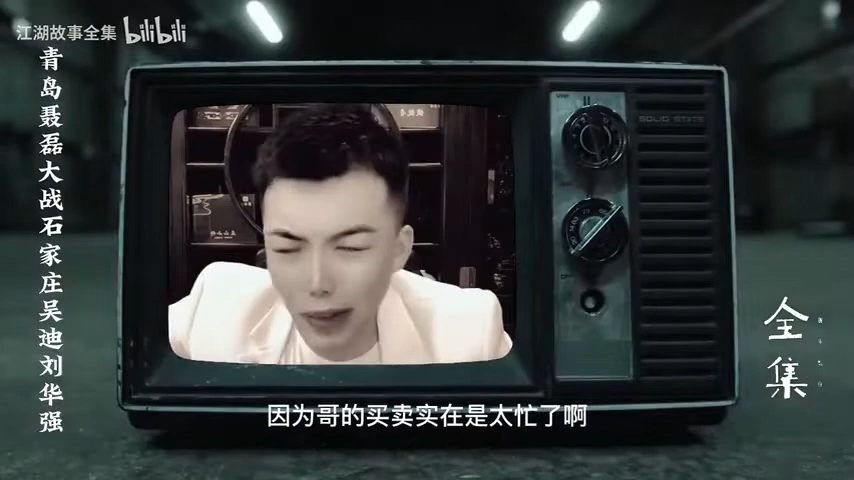 江湖故事全集 bilibili
青岛聂磊大战石家庄吴迪刘华强
SOLID STATE
全集
因为哥的买卖实在是太忙了啊